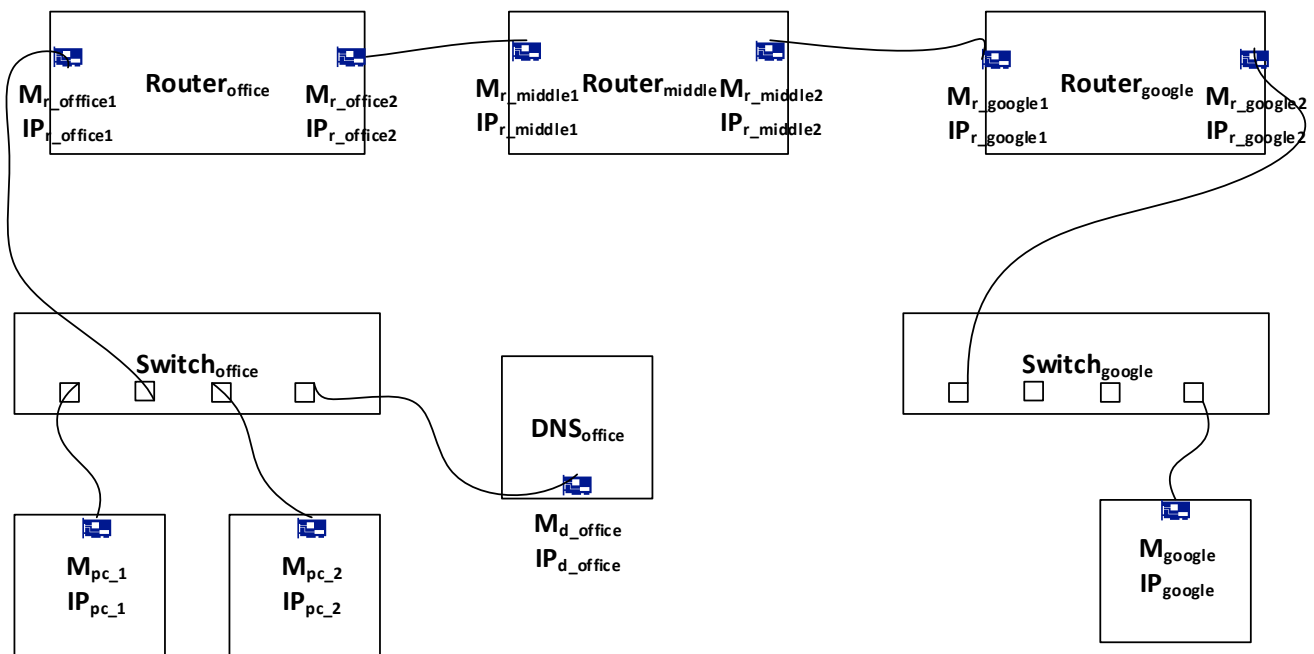 Router_office
M_r_offfice1
IP_r_office1
M_r_office2
IP_r_office2
Router_middle
M_r_middle1
IP_r_middle1
M_r_middle2
IP_r_middle2
Router_google
M_r_google1
IP_r_google1
M_r_google2
IP_r_google2
Switch_office
DNS_office
M_d_office
IP_d_office
Switch_google
M_pc_1
IP_pc_1
M_pc_2
IP_pc_2
M_google
IP_google